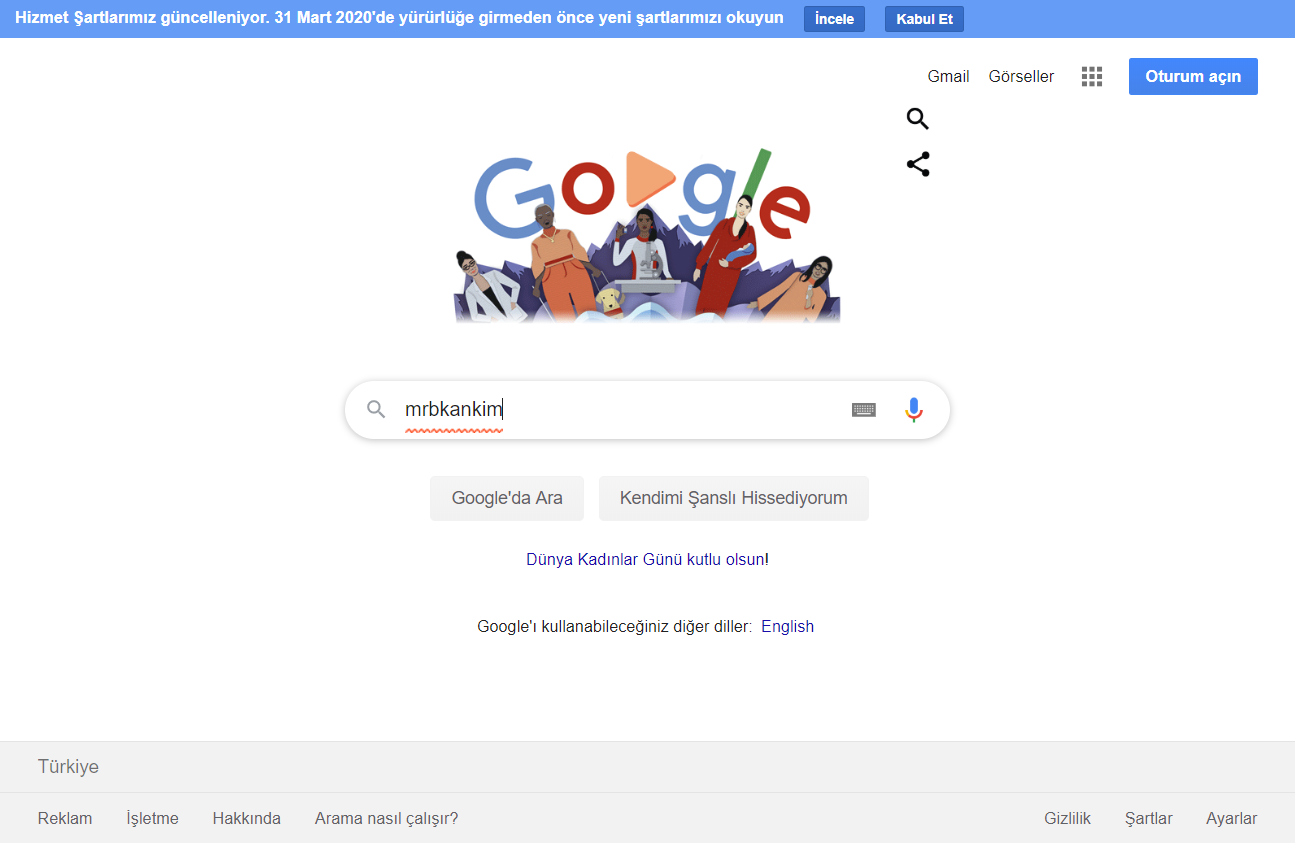 Hizmet Şartlarımız güncelleniyor. 31 Mart 2020'de yürürlüğe girmeden önce yeni şartlarımızı okuyun İncele Kabul Et
Gmail Görseller Oturum açın
Google
mrbkankim
Google'da Ara Kendimi Şanslı Hissediyorum
Dünya Kadınlar Günü kutlu olsun!
Google'ı kullanabileceğiniz diğer diller: English
Türkiye
Reklam İşletme Hakkında Arama nasıl çalışır? Gizlilik Şartlar Ayarlar